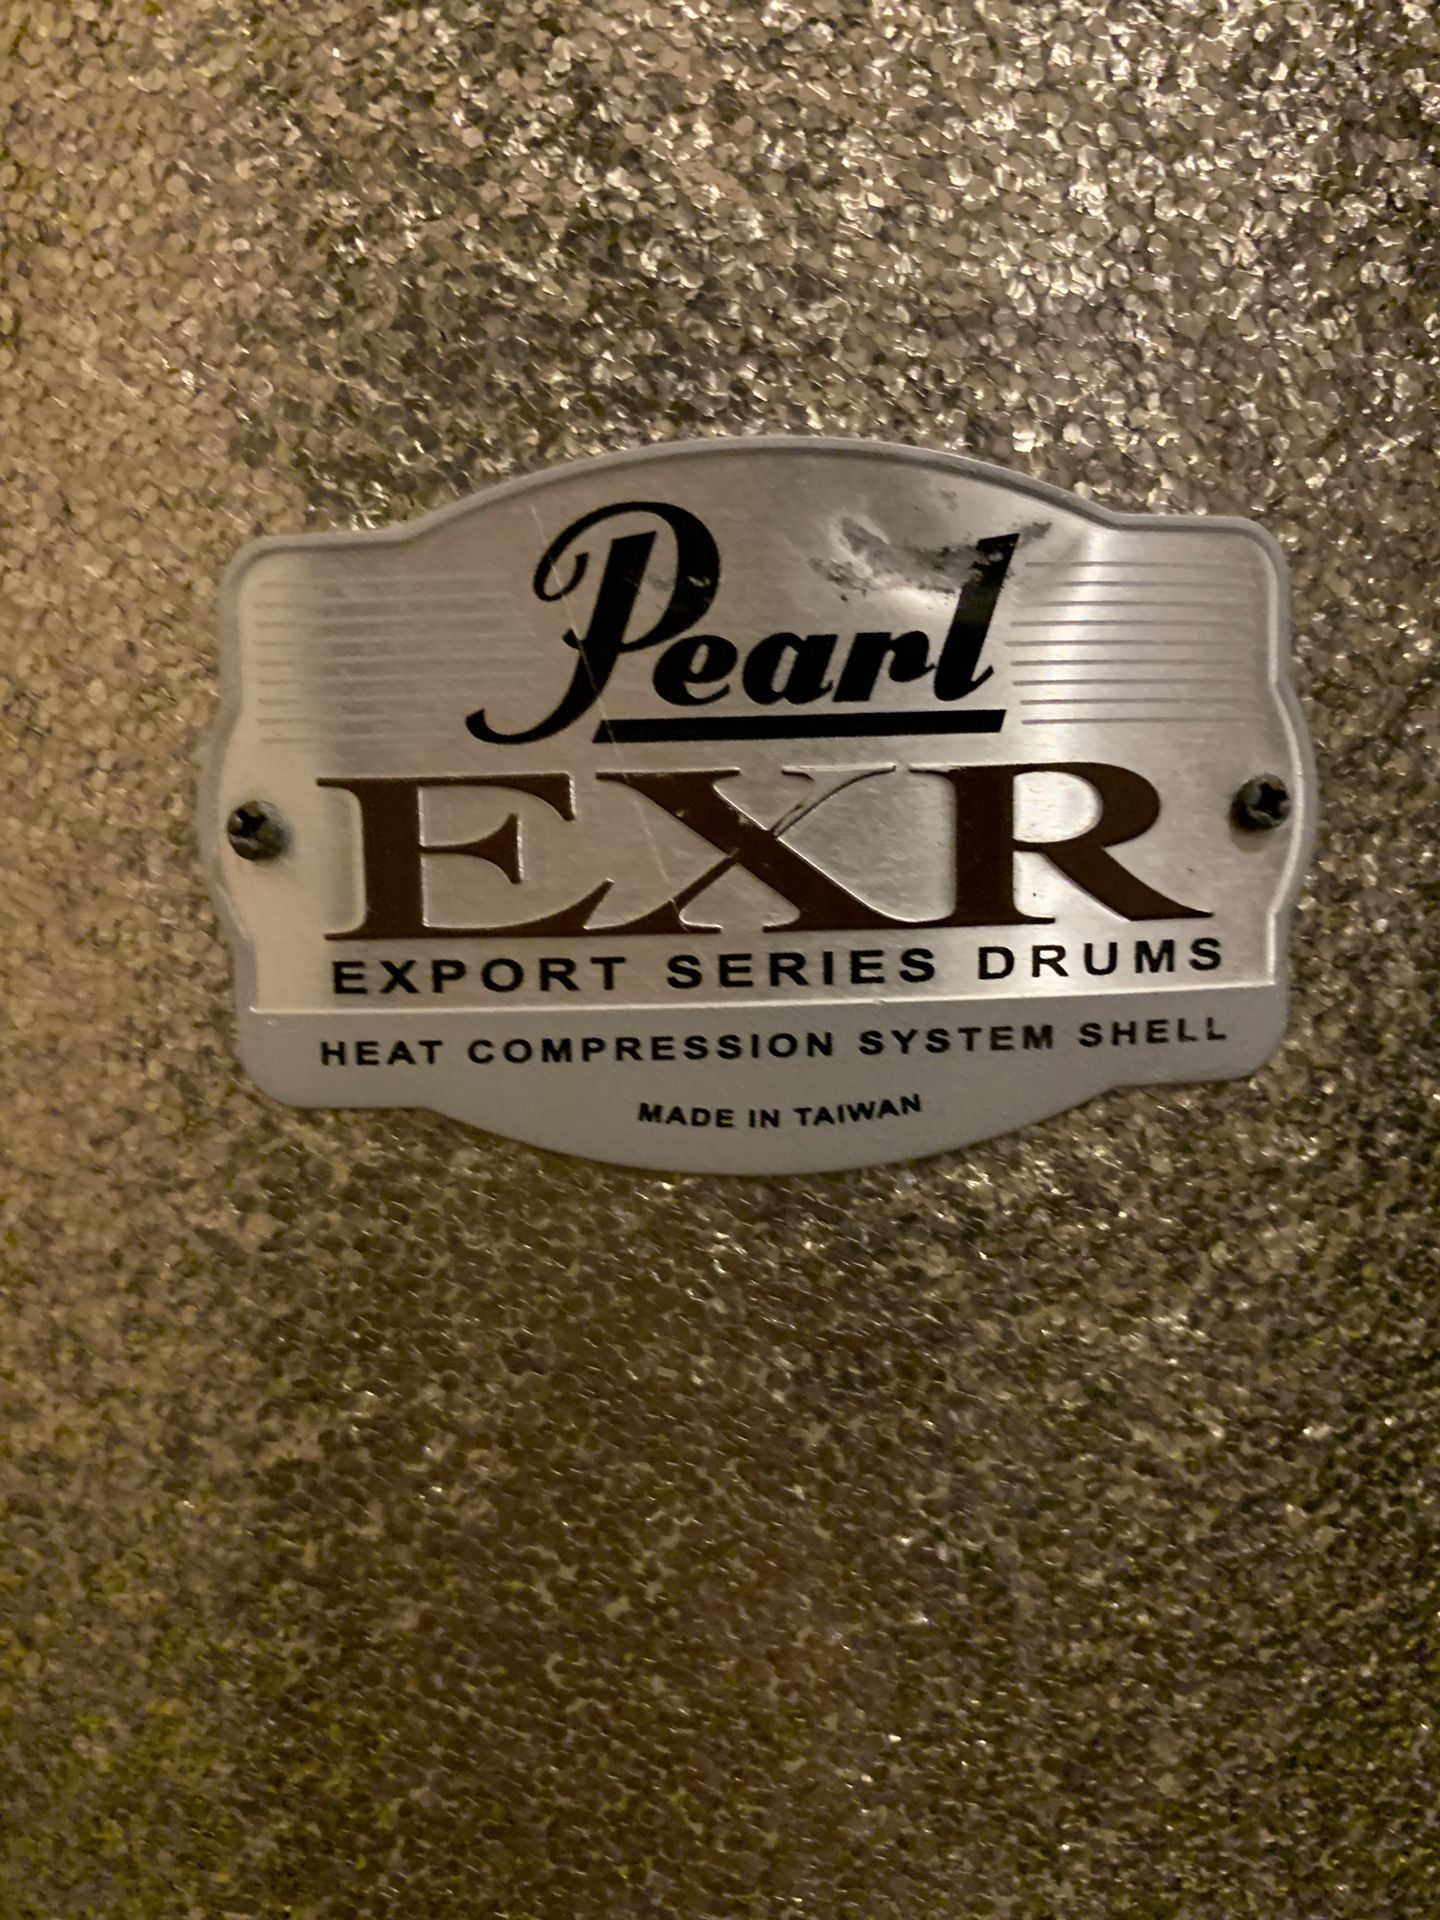 Pearl
EXR
EXPORT SERIES DRUMS
HEAT COMPRESSION SYSTEM SHELL
MADE IN TAIWAN